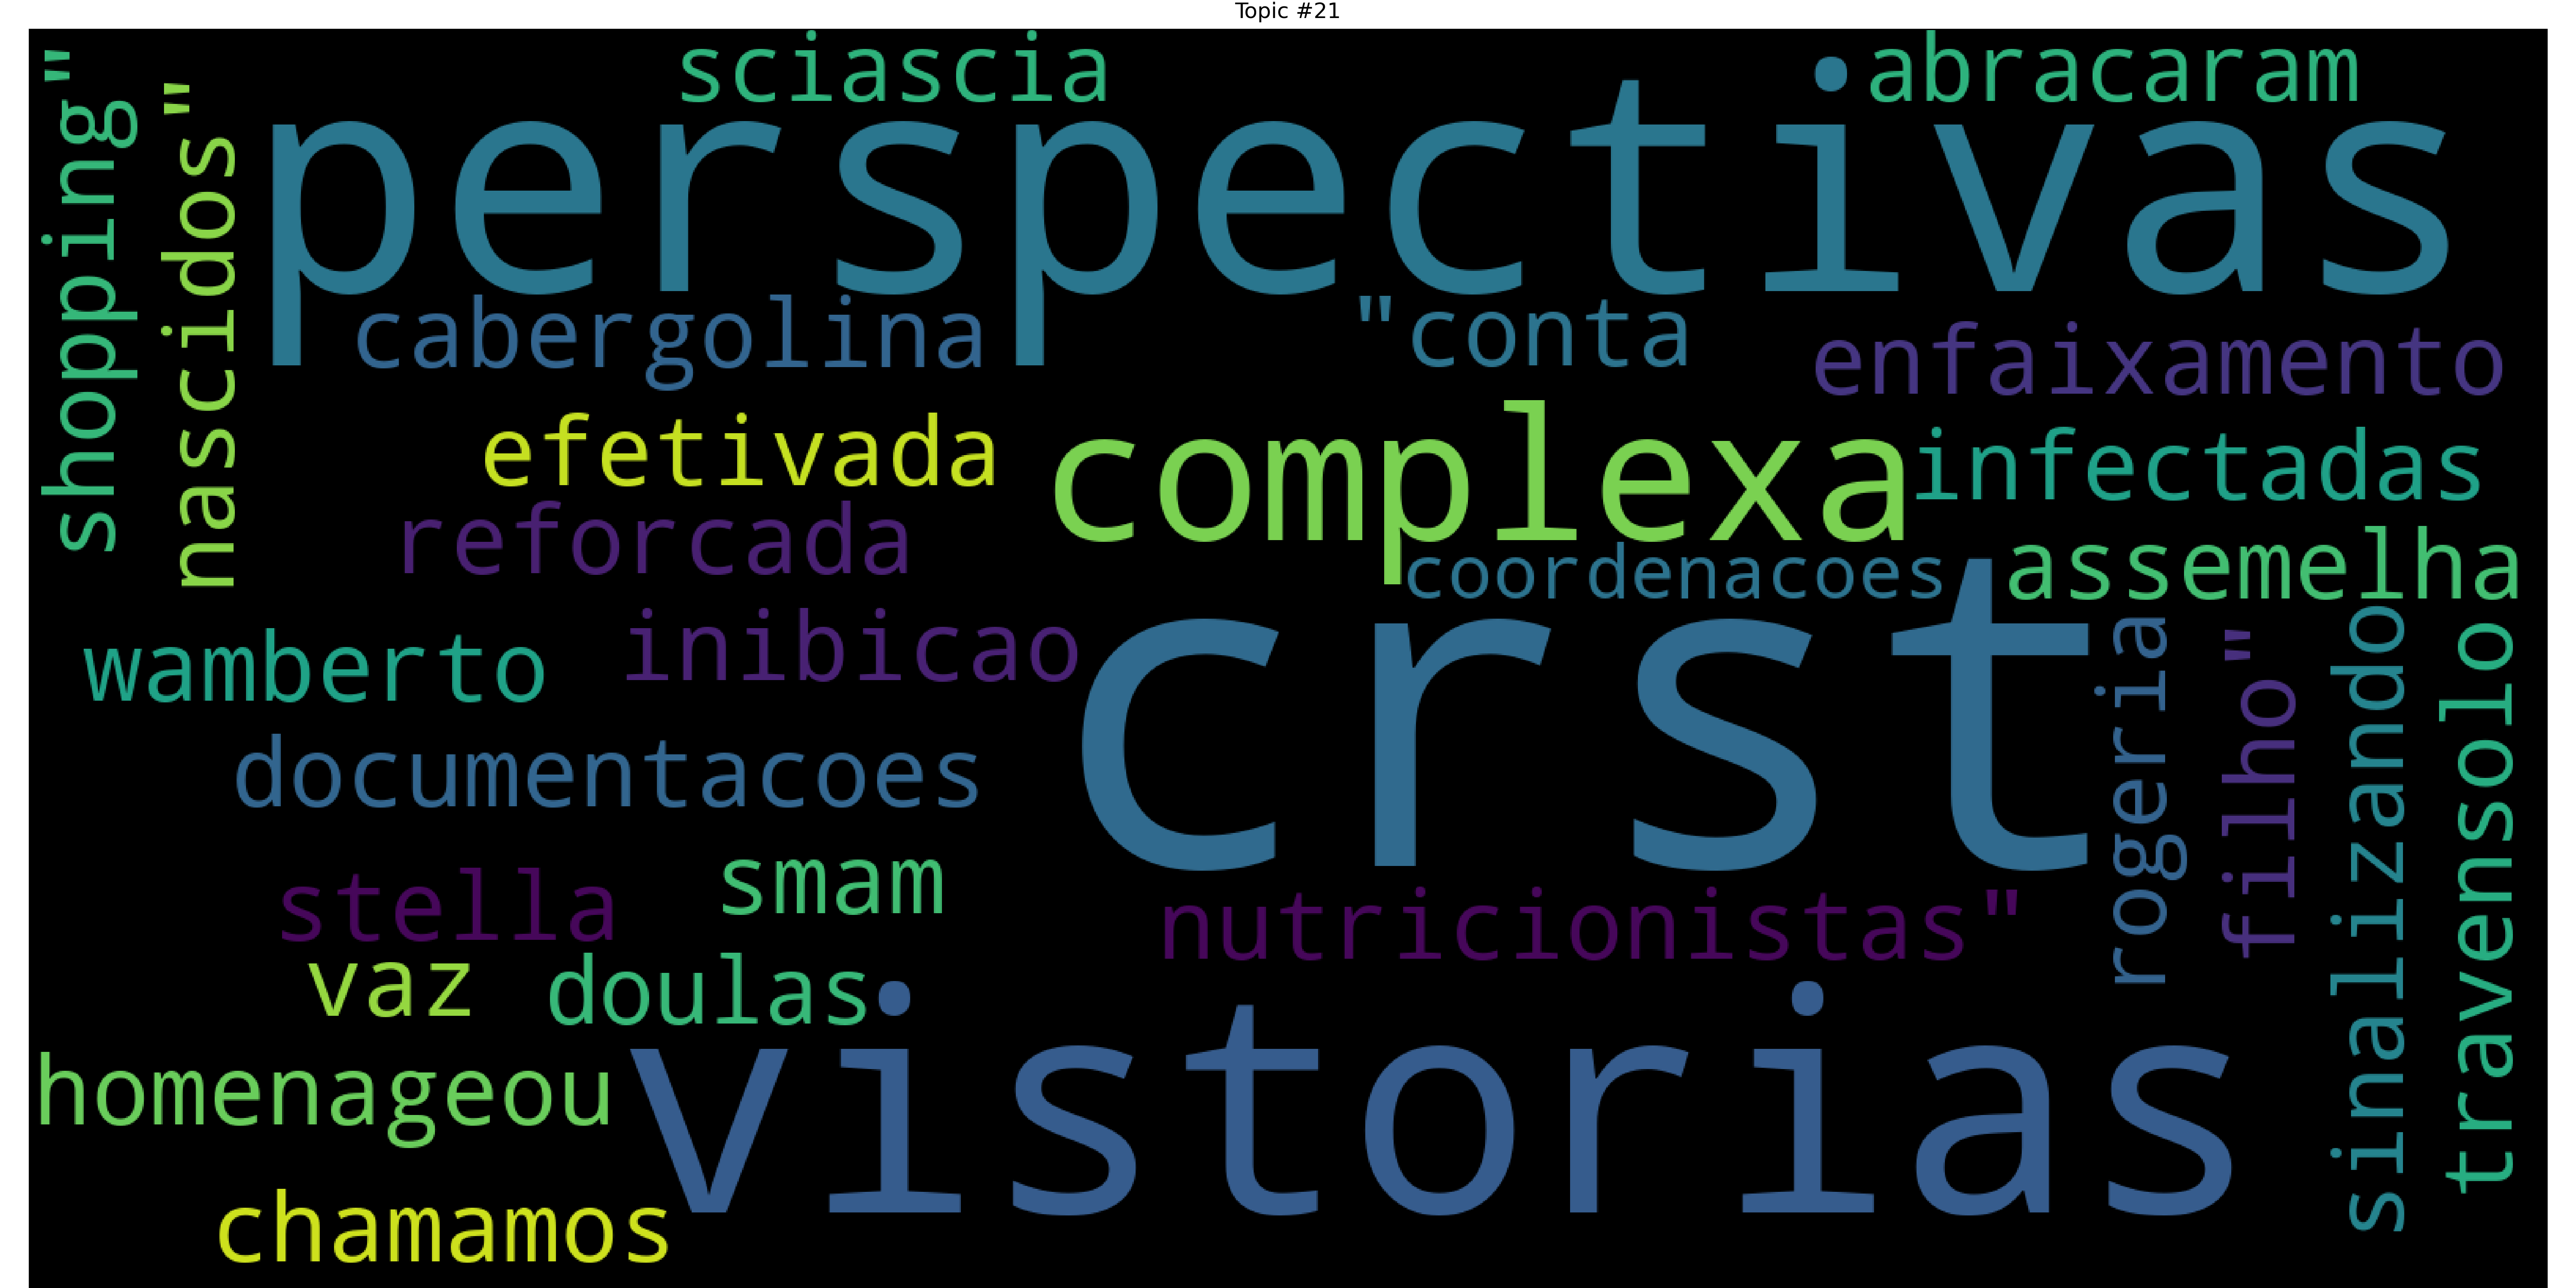 Topic #21
sciascia
abracaram
shopping"
nascidos"
perspectivas
cabergolina
"conta
enfaixamento
efetivada
complexa
infectadas
reforcada
coordenacoes
assemelha
wamberto
inibicao
crst
rogeria
filho"
sinalizando
travensolo
documentacoes
stella
smam
nutricionistas"
vaz
doulas
vistorias
homenageou
chamamos